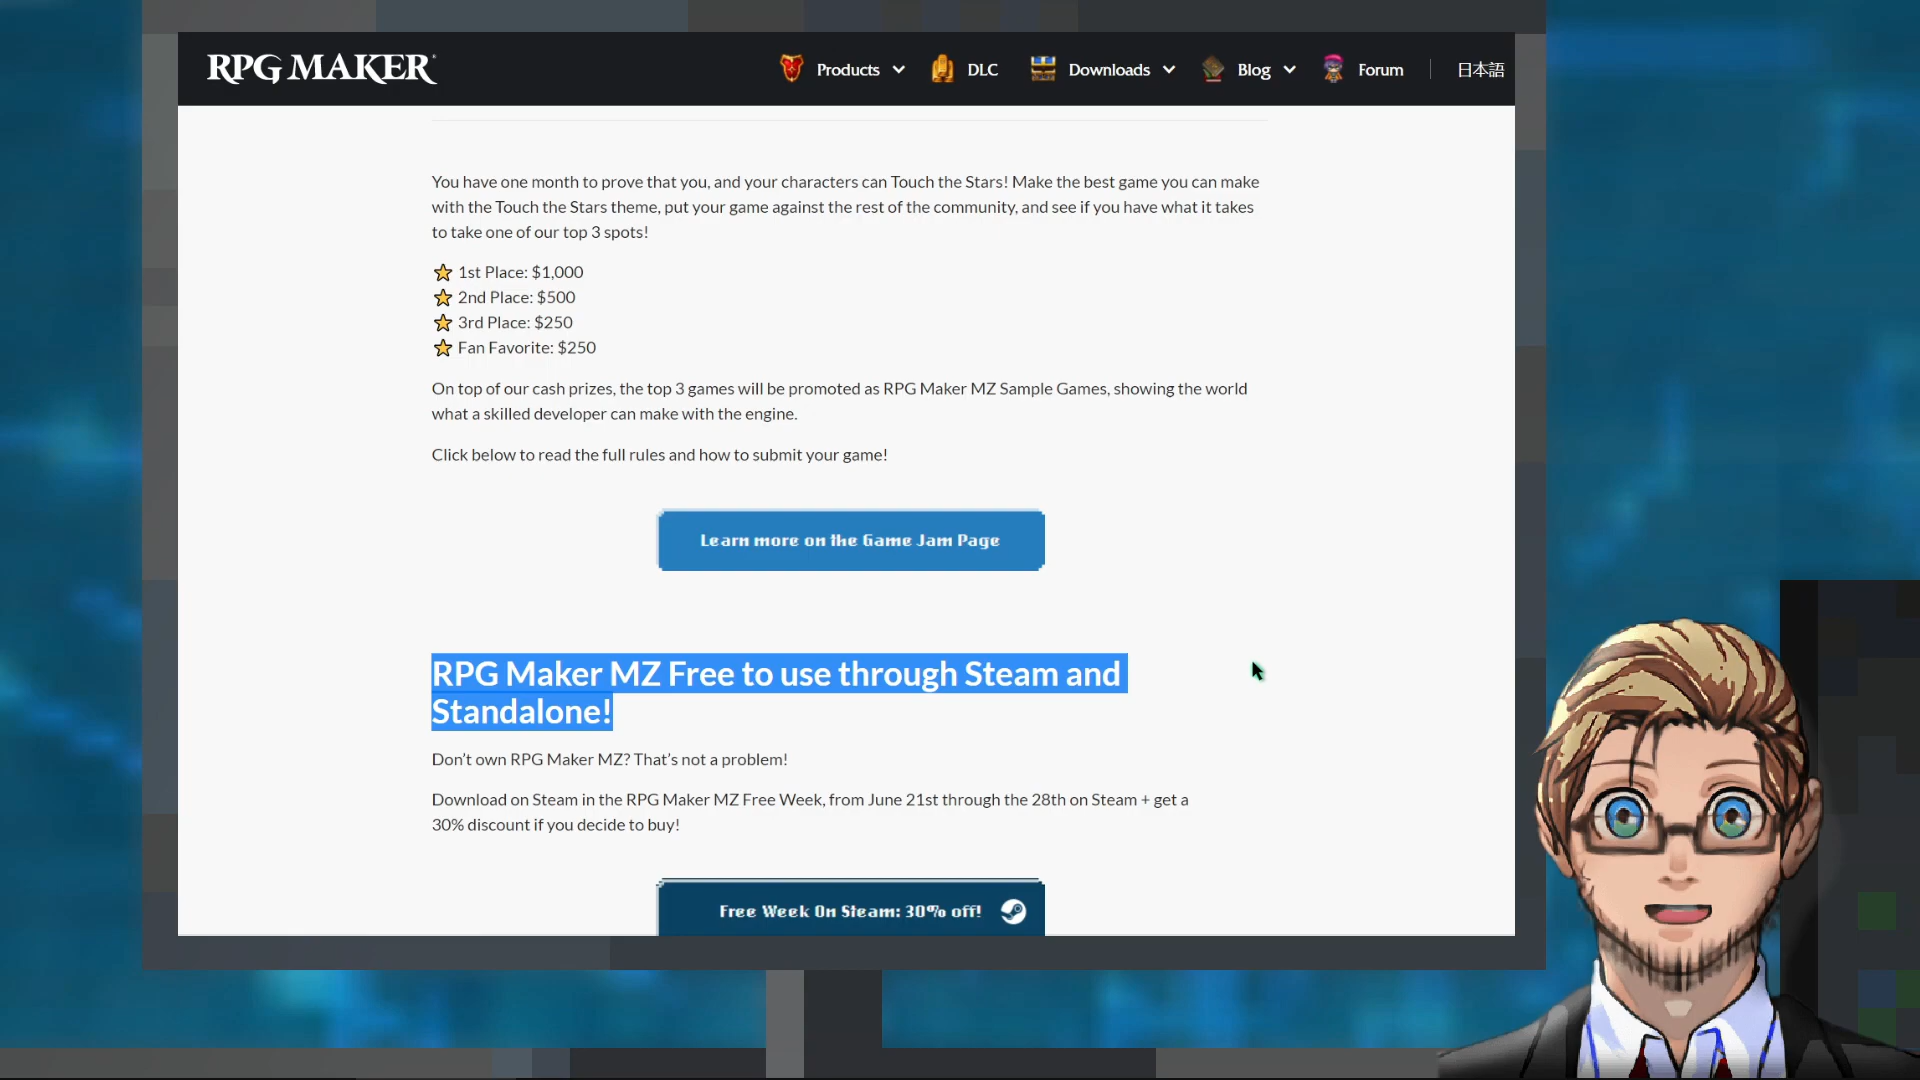 RPG MAKER
Products
DLC
Downloads
Blog
Forum
日本語
You have one month to prove that you, and your characters can Touch the Stars! Make the best game you can make
with the Touch the Stars theme, put your game against the rest of the community, and see if you have what it takes
to take one of our top 3 spots!
1st Place: $1,000
2nd Place: $500
3rd Place: $250
Fan Favorite: $250
On top of our cash prizes, the top 3 games will be promoted as RPG Maker MZ Sample Games, showing the world
what a skilled developer can make with the engine.
Click below to read the full rules and how to submit your game!
Learn more on the Game Jam Page
RPG Maker MZ Free to use through Steam and
Standalone!
Don’t own RPG Maker MZ? That’s not a problem!
Download on Steam in the RPG Maker MZ Free Week, from June 21st through the 28th on Steam + get a
30% discount if you decide to buy!
Free Week On Steam: 30% off!